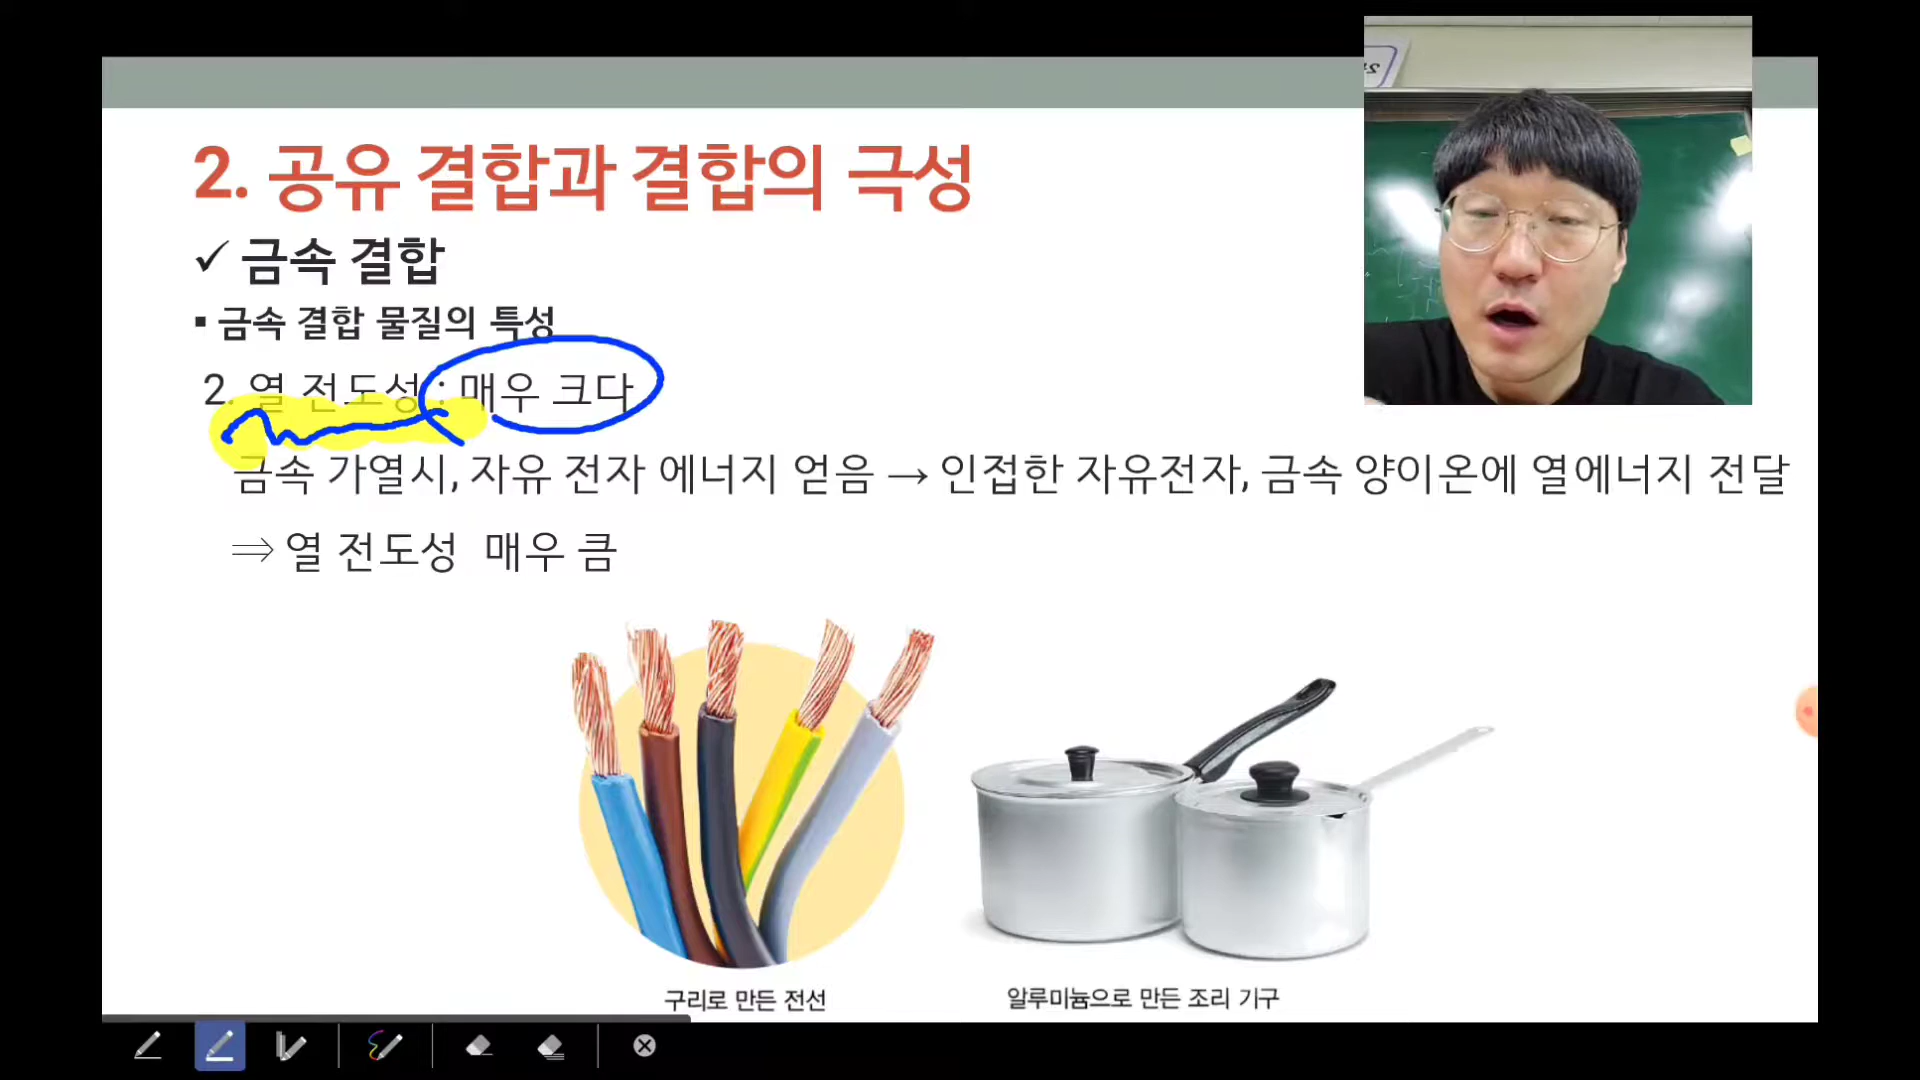 2. 공유 결합과 결합의 극성
✓ 금속 결합
▪ 금속 결합 물질의 특성
2. 열 전도성 : 매우 크다
금속 가열시, 자유 전자 에너지 얻음 → 인접한 자유전자, 금속 양이온에 열에너지 전달
⇒ 열 전도성 매우 큼
구리로 만든 전선
알루미늄으로 만든 조리 기구